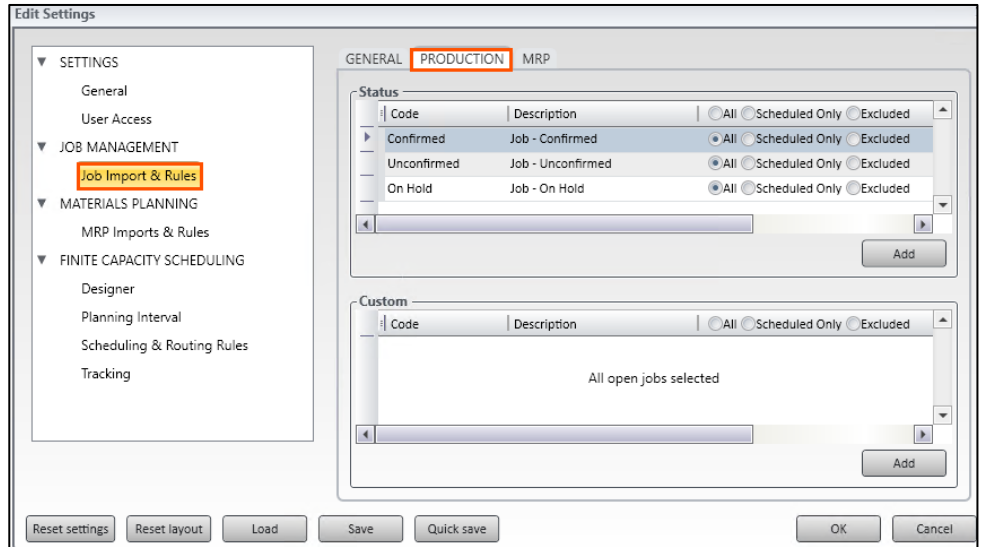 Edit Settings
SETTINGS
General
User Access
JOB MANAGEMENT
Job Import & Rules
MATERIALS PLANNING
MRP Imports & Rules
FINITE CAPACITY SCHEDULING
Designer
Planning Interval
Scheduling & Routing Rules
Tracking
GENERAL PRODUCTION MRP
Status
Code Description All Scheduled Only Excluded
Confirmed Job - Confirmed All Scheduled Only Excluded
Unconfirmed Job - Unconfirmed All Scheduled Only Excluded
On Hold Job - On Hold All Scheduled Only Excluded
Add
Custom
Code Description All Scheduled Only Excluded
All open jobs selected
Add
Reset settings Reset layout Load Save Quick save OK Cancel